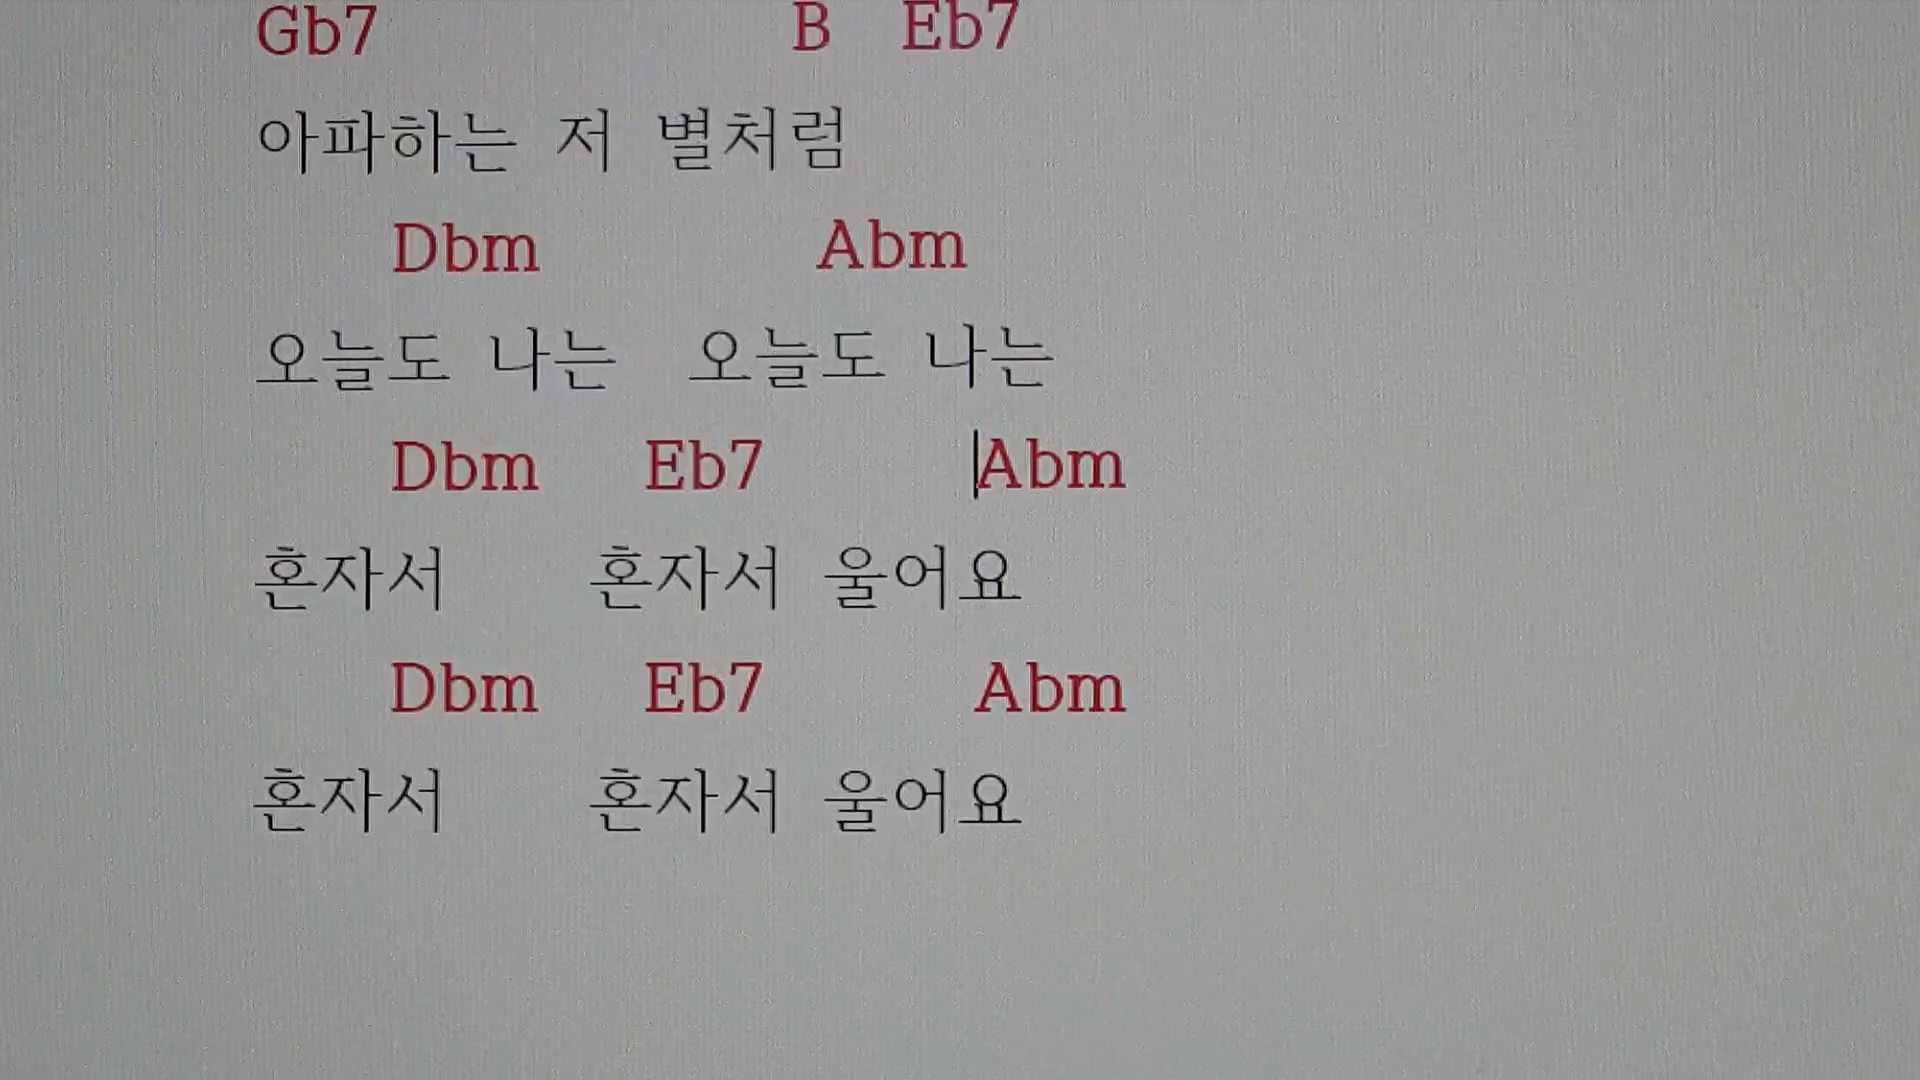 Gb7 B Eb7
아파하는 저 별처럼
Dbm Abm
오늘도 나는 오늘도 나는
Dbm Eb7 Abm
혼자서 혼자서 울어요
Dbm Eb7 Abm
혼자서 혼자서 울어요